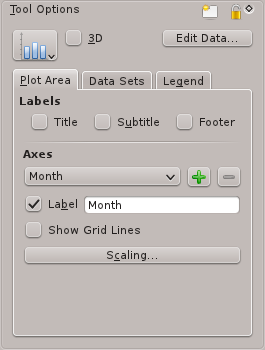 Tool Options
3D
Edit Data...
Plot Area
Data Sets
Legend
Labels
Title
Subtitle
Footer
Axes
Month
Label
Month
Show Grid Lines
Scaling...